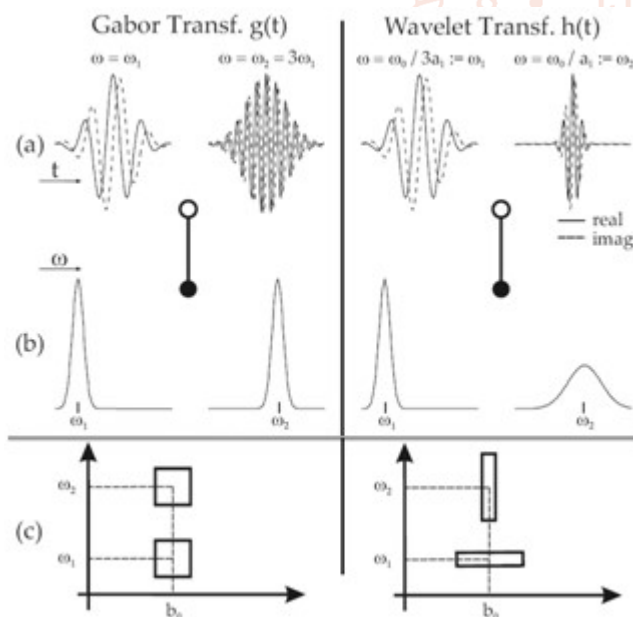 Gabor Transf. g(t)
Wavelet Transf. h(t)
ω = ω₁
ω = ω₂ = 3ω₁
ω = ω₀ / 3a₁ := ω₁
ω = ω₀ / a₁ := ω₂
(a)
t
real
imag
ω
(b)
ω₁
ω₂
ω₁
ω₂
(c)
ω₂
ω₁
b₀
ω₂
ω₁
b₀